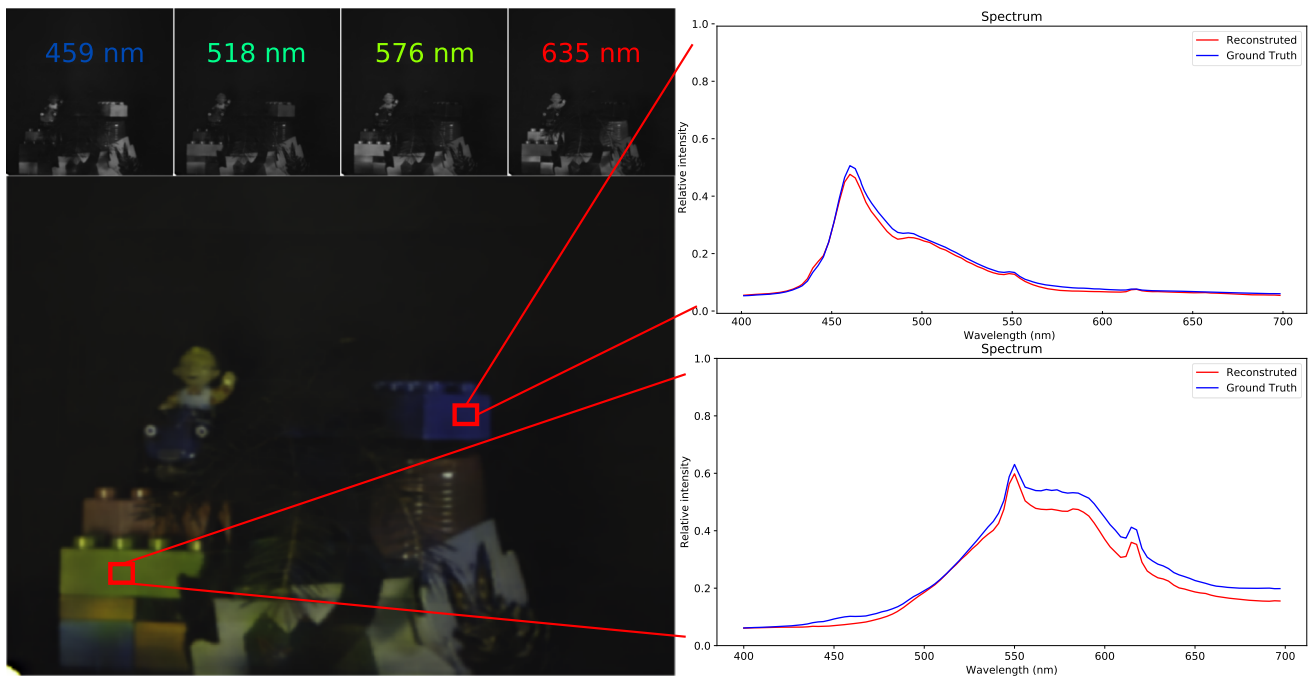 459 nm
518 nm
576 nm
635 nm
Spectrum
Reconstruted
Ground Truth
Relative intensity
1.0
0.8
0.6
0.4
0.2
0.0
400 450 500 550 600 650 700
Wavelength (nm)
Spectrum
Reconstruted
Ground Truth
Relative intensity
1.0
0.8
0.6
0.4
0.2
0.0
400 450 500 550 600 650 700
Wavelength (nm)